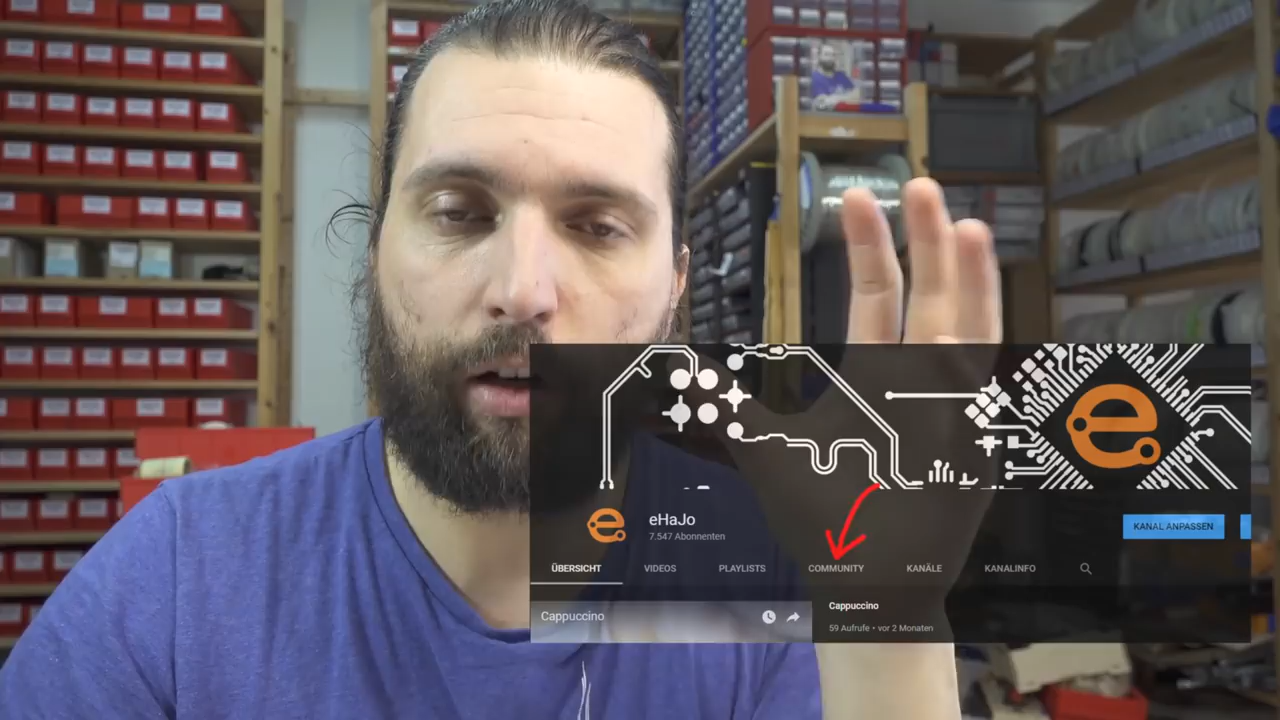 eHaJo
7.547 Abonnenten
KANAL ANPASSEN
ÜBERSICHT VIDEOS PLAYLISTS COMMUNITY KANÄLE KANALINFO
Cappuccino
Cappuccino
59 Aufrufe • vor 2 Monaten